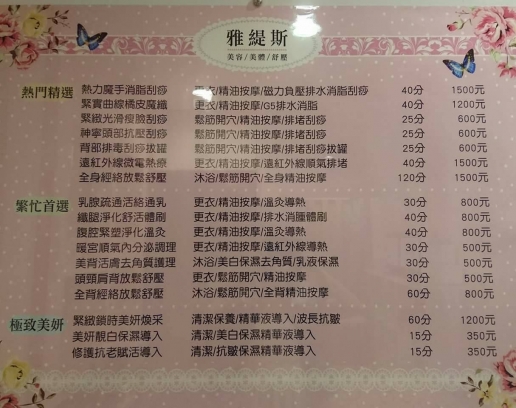 雅緹斯
美容/美體/舒壓
熱門精選 熱力魔手消脂刮痧 更衣/精油按摩/磁力負壓排水消脂刮痧 40分 1500元
緊實曲線橘皮魔纖 更衣/精油按摩/G5排水消脂 40分 1200元
緊緻光滑瘦臉刮痧 鬆筋開穴/精油按摩/排堵刮痧 25分 600元
神寧頭部抗壓刮痧 鬆筋開穴/精油按摩/排堵刮痧 25分 600元
背部排毒刮痧拔罐 鬆筋開穴/精油按摩/排堵刮痧拔罐 25分 600元
遠紅外線微電熱療 更衣/精油按摩/遠紅外線順氣排堵 40分 1500元
全身經絡放鬆舒壓 沐浴/鬆筋開穴/全身精油按摩 120分 1500元
繁忙首選 乳腺疏通活絡通乳 更衣/精油按摩/溫灸導熱 30分 800元
纖腿淨化舒活體刷 更衣/精油按摩/排水消腫體刷 40分 800元
腹腔緊塑淨化溫灸 更衣/精油按摩/溫灸導熱 40分 800元
暖宮順氣內分泌調理 更衣/精油按摩/遠紅外線導熱 30分 500元
美背活膚去角質護理 沐浴/美白保濕去角質/乳液保濕 30分 500元
頭頸肩背放鬆舒壓 更衣/鬆筋開穴/精油按摩 30分 500元
全背經絡放鬆舒壓 沐浴/鬆筋開穴/全背精油按摩 60分 800元
極致美妍 緊緻鎖時美妍煥采 清潔保養/精華液導入/波長抗皺 60分 1200元
美妍靚白保濕導入 清潔/美白保濕精華液導入 15分 350元
修護抗老賦活導入 清潔/抗皺保濕精華液導入 15分 350元